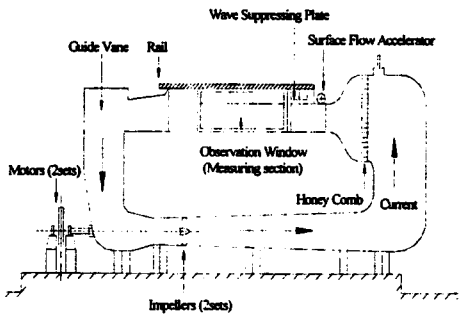 Wave Suppressing Plate
Guide Vane
Rail
Surface Flow Accelerator
Observation Window
(Measuring section)
Motors (2sets)
Honey Comb
Current
Impellers (2sets)